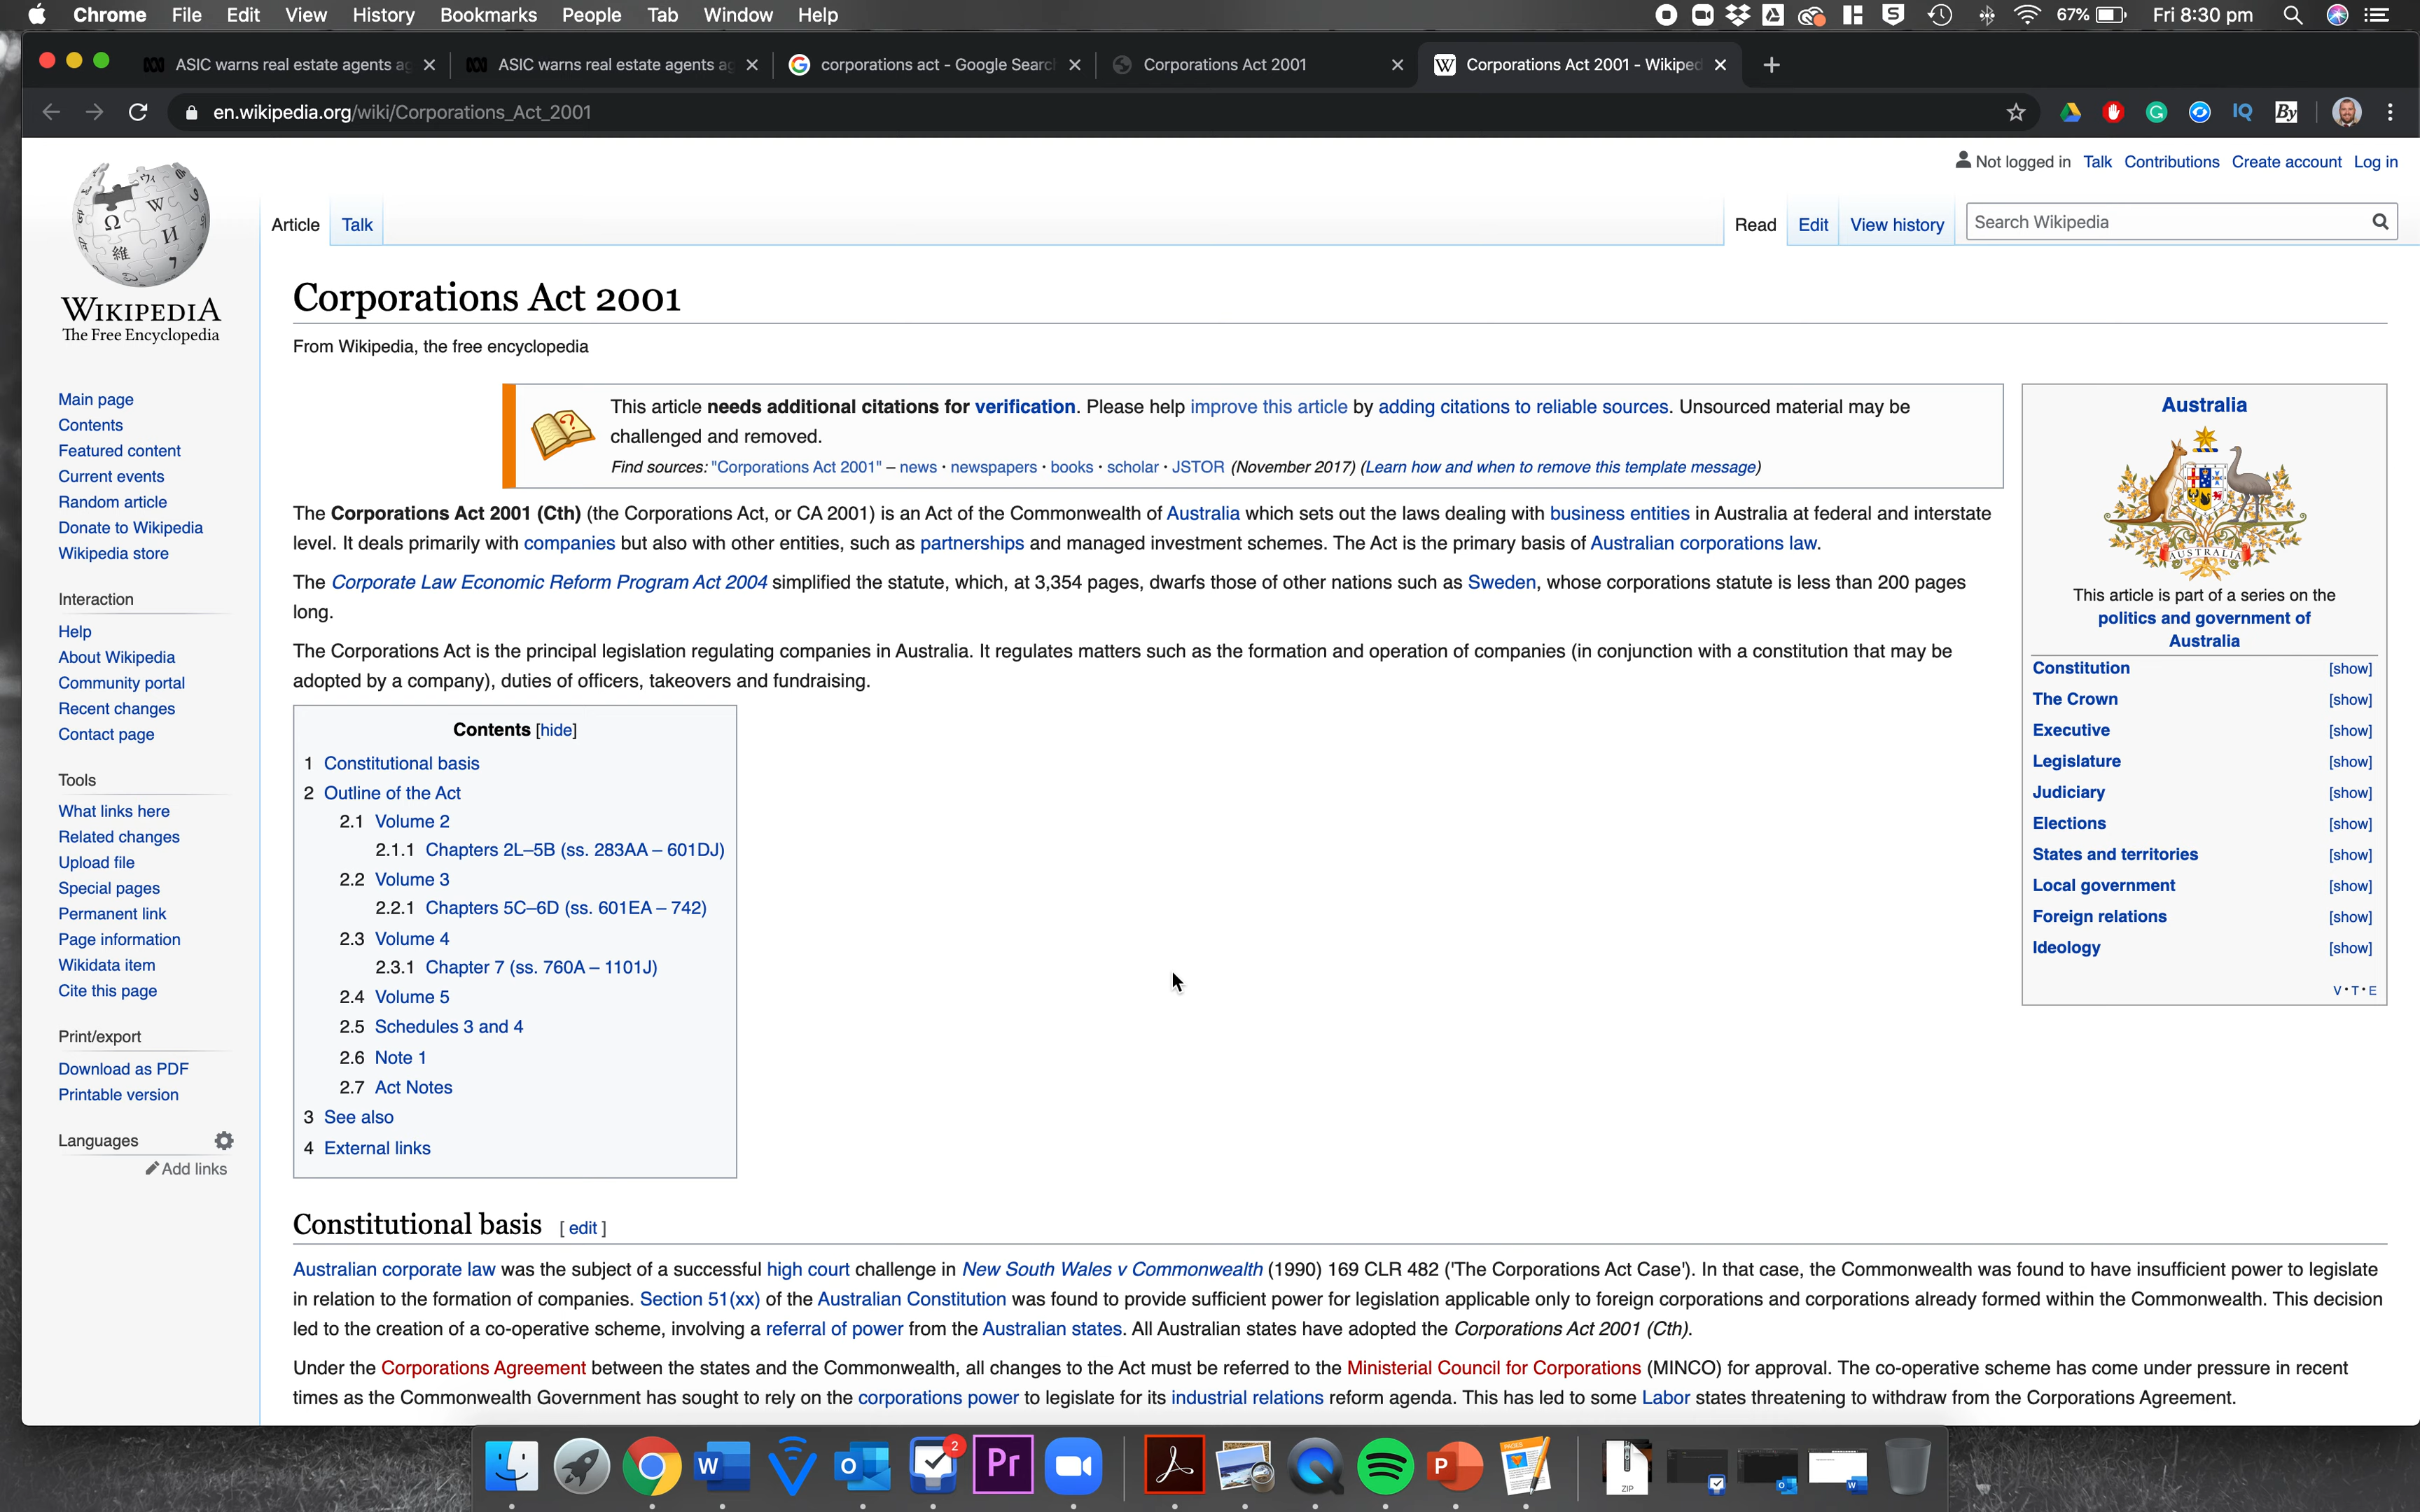 Chrome File Edit View History Bookmarks People Tab Window Help 67% Fri 8:30 pm
ASIC warns real estate agents ag ASIC warns real estate agents ag corporations act - Google Searc Corporations Act 2001 Corporations Act 2001 - Wikiped
en.wikipedia.org/wiki/Corporations_Act_2001 IQ By
Not logged in Talk Contributions Create account Log in
Article Talk Read Edit View history Search Wikipedia
WIKIPEDIA
The Free Encyclopedia
Main page
Contents
Featured content
Current events
Random article
Donate to Wikipedia
Wikipedia store
Interaction
Help
About Wikipedia
Community portal
Recent changes
Contact page
Tools
What links here
Related changes
Upload file
Special pages
Permanent link
Page information
Wikidata item
Cite this page
Print/export
Download as PDF
Printable version
Languages
Add links
Corporations Act 2001
From Wikipedia, the free encyclopedia
This article needs additional citations for verification. Please help improve this article by adding citations to reliable sources. Unsourced material may be
challenged and removed.
Find sources: "Corporations Act 2001" – news · newspapers · books · scholar · JSTOR (November 2017) (Learn how and when to remove this template message)
The Corporations Act 2001 (Cth) (the Corporations Act, or CA 2001) is an Act of the Commonwealth of Australia which sets out the laws dealing with business entities in Australia at federal and interstate
level. It deals primarily with companies but also with other entities, such as partnerships and managed investment schemes. The Act is the primary basis of Australian corporations law.
The Corporate Law Economic Reform Program Act 2004 simplified the statute, which, at 3,354 pages, dwarfs those of other nations such as Sweden, whose corporations statute is less than 200 pages
long.
The Corporations Act is the principal legislation regulating companies in Australia. It regulates matters such as the formation and operation of companies (in conjunction with a constitution that may be
adopted by a company), duties of officers, takeovers and fundraising.
Contents [hide]
1 Constitutional basis
2 Outline of the Act
2.1 Volume 2
2.1.1 Chapters 2L–5B (ss. 283AA – 601DJ)
2.2 Volume 3
2.2.1 Chapters 5C–6D (ss. 601EA – 742)
2.3 Volume 4
2.3.1 Chapter 7 (ss. 760A – 1101J)
2.4 Volume 5
2.5 Schedules 3 and 4
2.6 Note 1
2.7 Act Notes
3 See also
4 External links
Australia
AUSTRALIA
This article is part of a series on the
politics and government of
Australia
Constitution [show]
The Crown [show]
Executive [show]
Legislature [show]
Judiciary [show]
Elections [show]
States and territories [show]
Local government [show]
Foreign relations [show]
Ideology [show]
V · T · E
Constitutional basis [ edit ]
Australian corporate law was the subject of a successful high court challenge in New South Wales v Commonwealth (1990) 169 CLR 482 ('The Corporations Act Case'). In that case, the Commonwealth was found to have insufficient power to legislate
in relation to the formation of companies. Section 51(xx) of the Australian Constitution was found to provide sufficient power for legislation applicable only to foreign corporations and corporations already formed within the Commonwealth. This decision
led to the creation of a co-operative scheme, involving a referral of power from the Australian states. All Australian states have adopted the Corporations Act 2001 (Cth).
Under the Corporations Agreement between the states and the Commonwealth, all changes to the Act must be referred to the Ministerial Council for Corporations (MINCO) for approval. The co-operative scheme has come under pressure in recent
times as the Commonwealth Government has sought to rely on the corporations power to legislate for its industrial relations reform agenda. This has led to some Labor states threatening to withdraw from the Corporations Agreement.
W O 2 Pr P PAGES ZIP